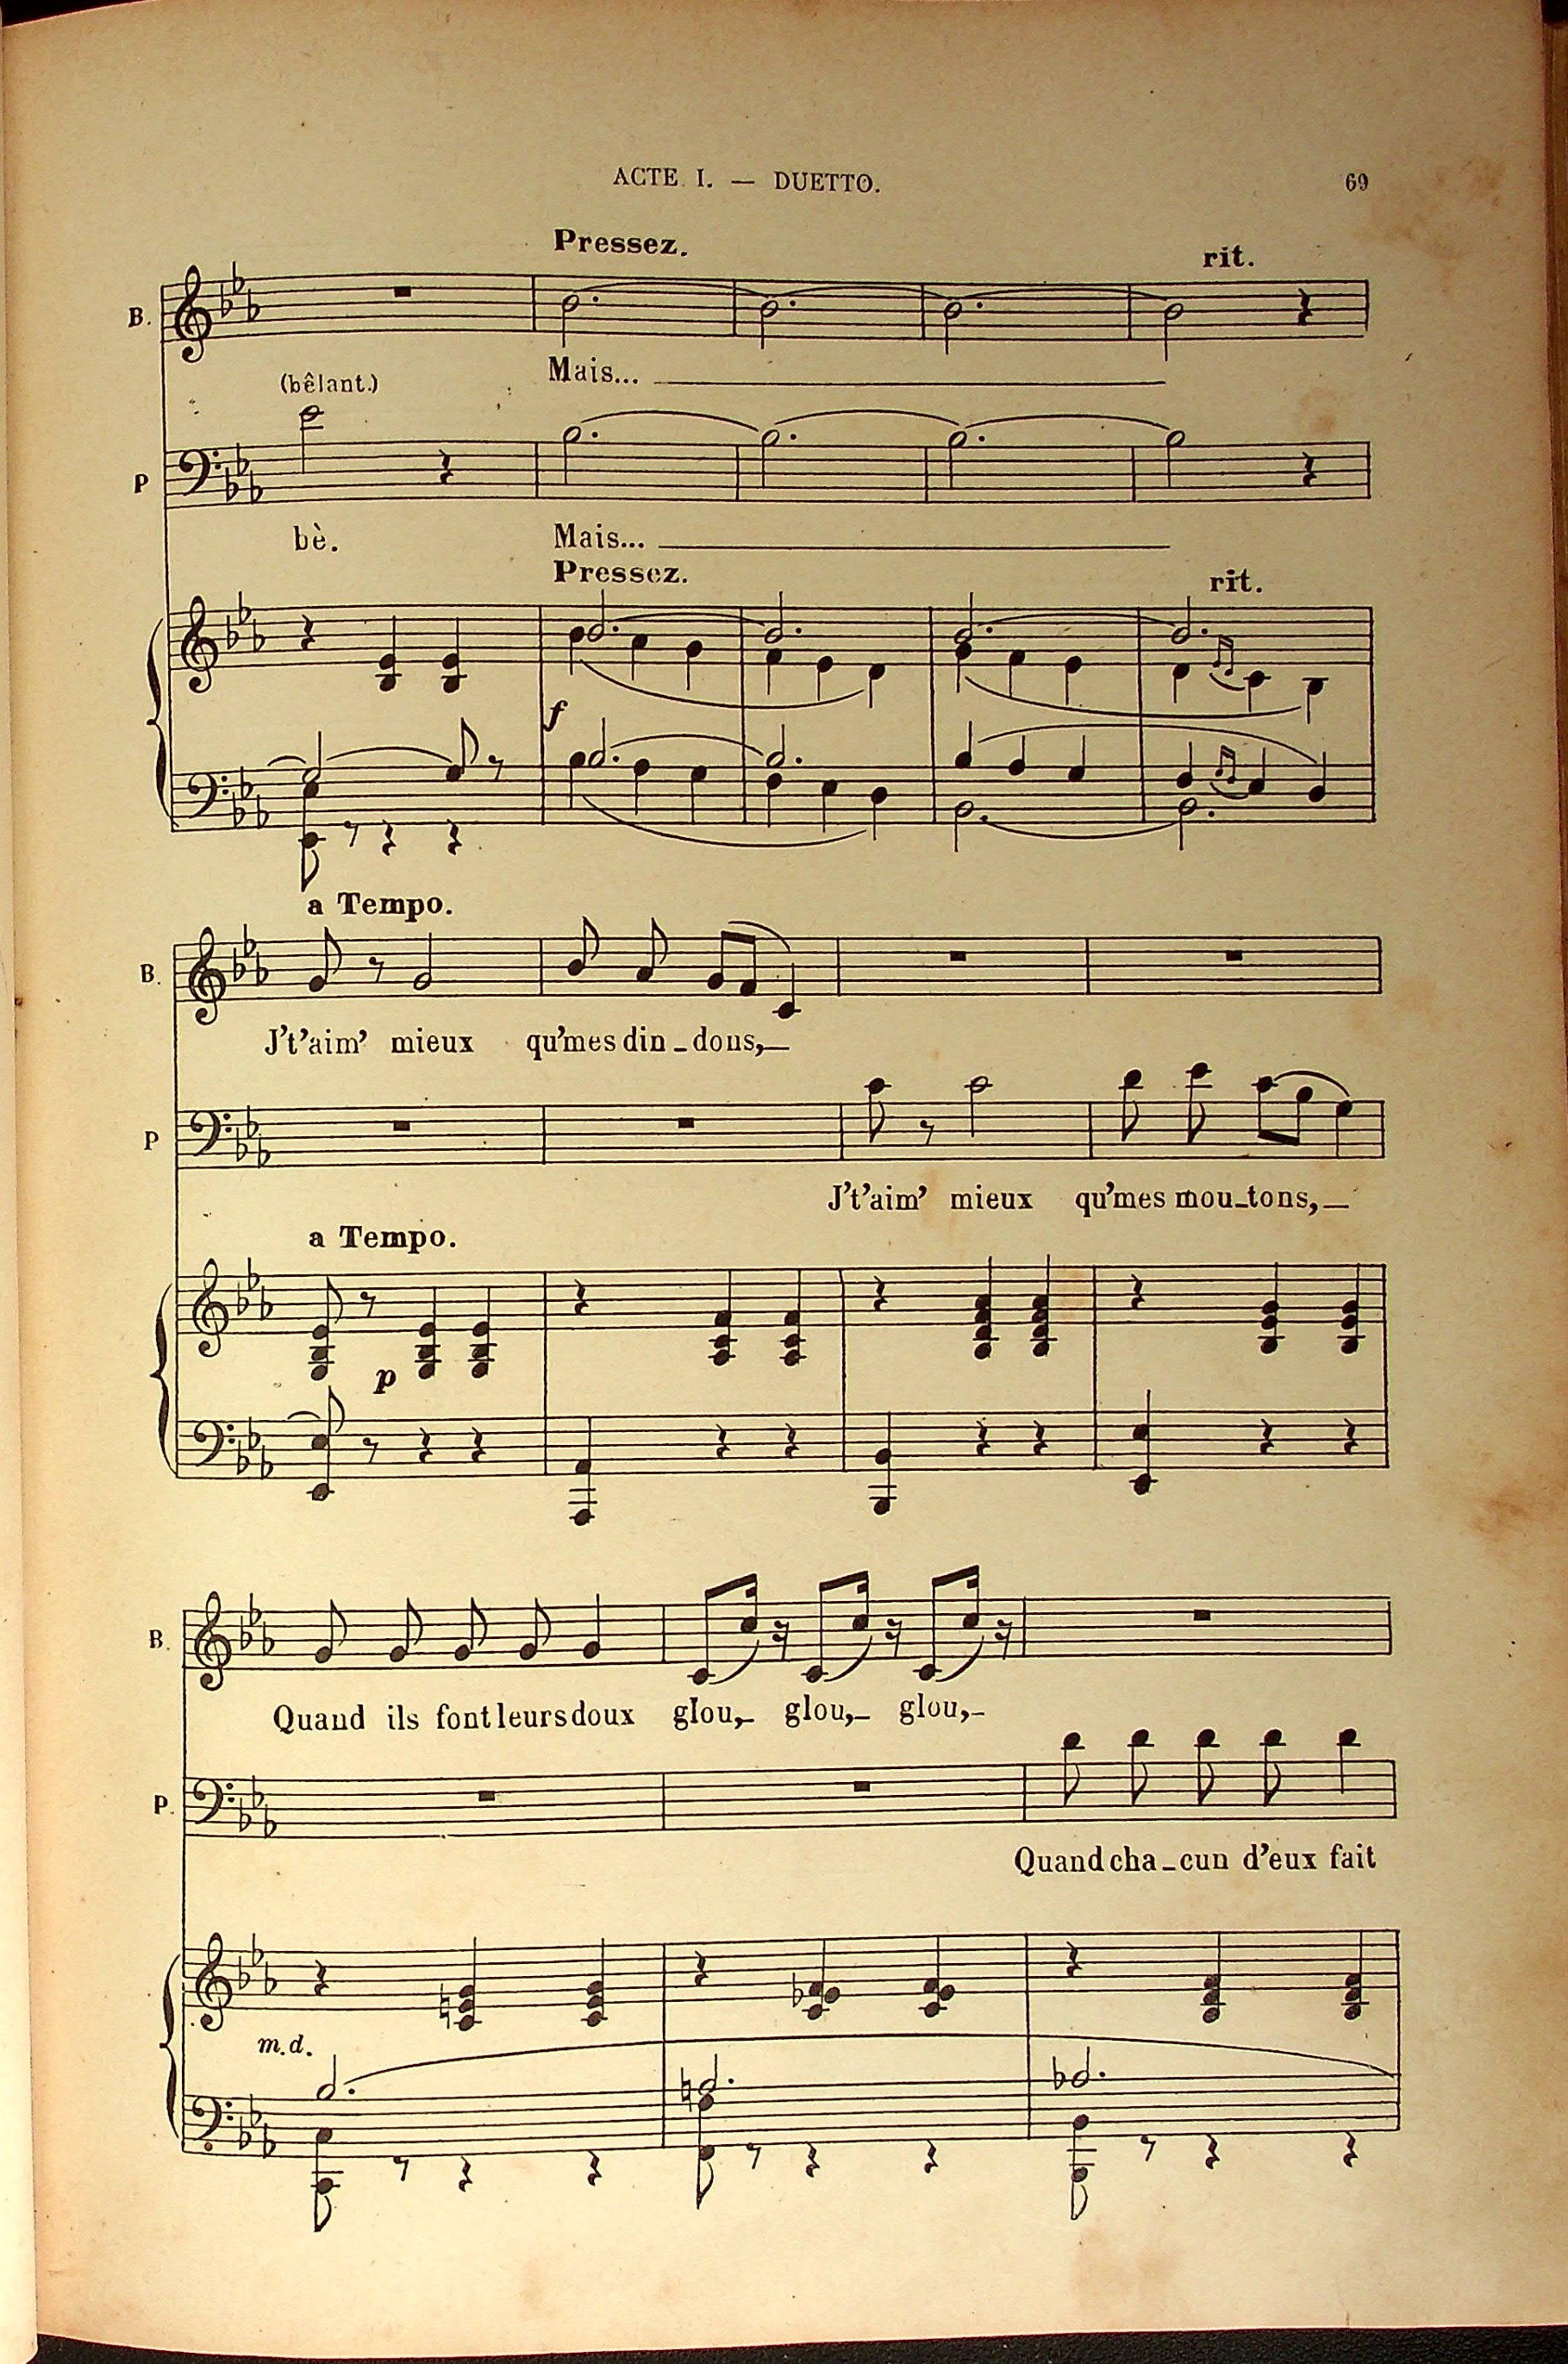 ACTE I. — DUETTO. 69
Pressez. rit.
B.
Mais...
(bêlant.)
P
bè. Mais...
Pressez. rit.
f
a Tempo.
B.
J't'aim' mieux qu'mes din_dons,_
P
J't'aim' mieux qu'mes mou_tons,_
a Tempo.
p
B.
Quand ils font leurs doux glou,_ glou,_ glou,_
P.
Quand cha_cun d'eux fait
m.d.